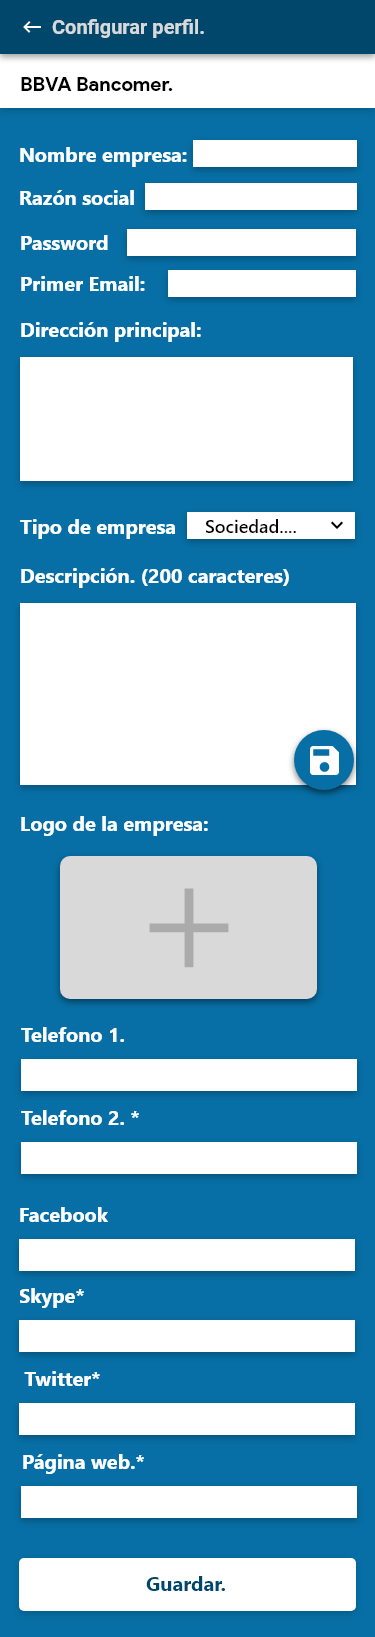 Configurar perfil.
BBVA Bancomer.
Nombre empresa:
Razón social
Password
Primer Email:
Dirección principal:
Tipo de empresa Sociedad....
Descripción. (200 caracteres)
Logo de la empresa:
Telefono 1.
Telefono 2. *
Facebook
Skype*
Twitter*
Página web.*
Guardar.